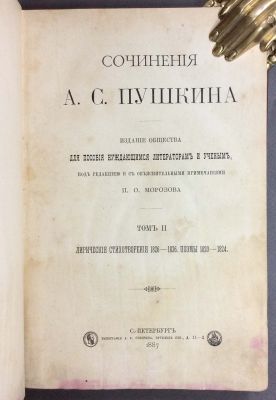 СОЧИНЕНІЯ
А. С. ПУШКИНА
ИЗДАНІЕ ОБЩЕСТВА
ДЛЯ ПОСОБІЯ НУЖДАЮЩИМСЯ ЛИТЕРАТОРАМЪ И УЧЕНЫМЪ,
ПОДЪ РЕДАКЦІЕЮ И СЪ ОБЪЯСНИТЕЛЬНЫМИ ПРИМѢЧАНІЯМИ
П. О. МОРОЗОВА
ТОМЪ II
ЛИРИЧЕСКІЯ СТИХОТВОРЕНІЯ 1826—1836. ПОЭМЫ 1820—1824.
С.-ПЕТЕРБУРГЪ
1887